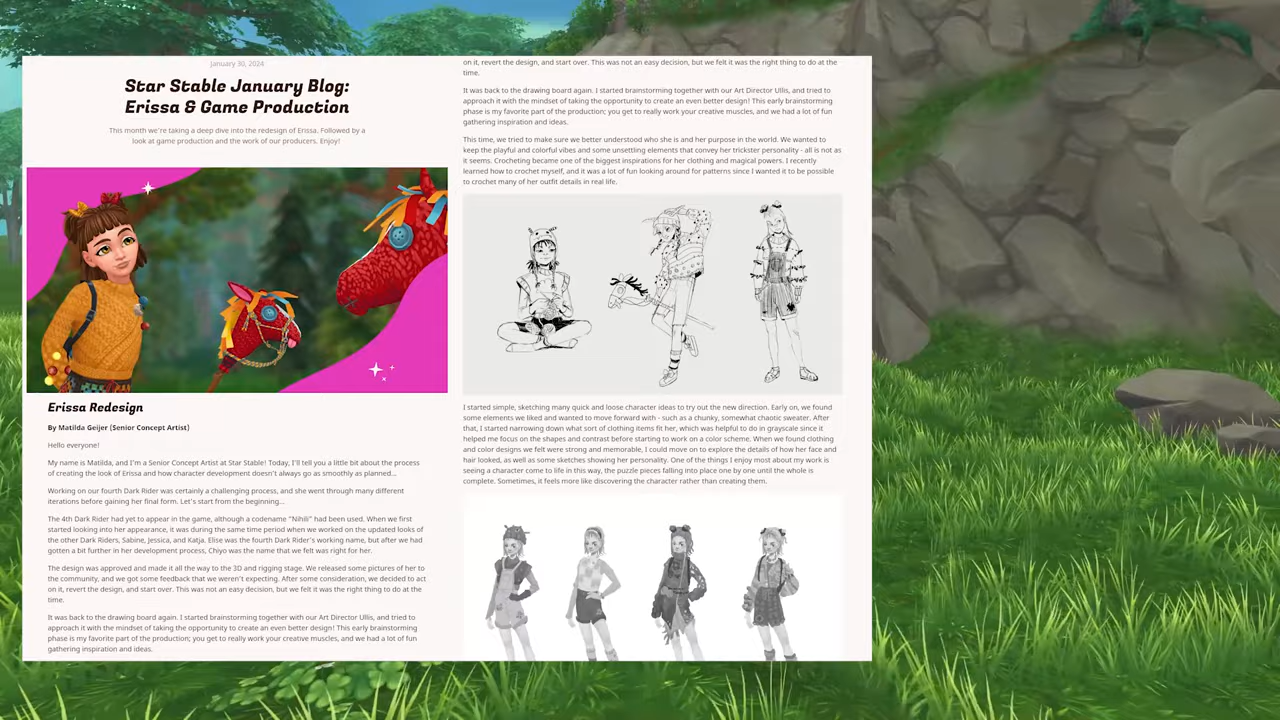 January 30, 2024
Star Stable January Blog:
Erissa & Game Production
This month we're taking a deep dive into the redesign of Erissa. Followed by a
look at game production and the work of our producers. Enjoy!
Erissa Redesign
By Matilda Geijer (Senior Concept Artist)
Hello everyone!
My name is Matilda, and I'm a Senior Concept Artist at Star Stable! Today, I'll tell you a little bit about the process
of creating the look of Erissa and how character development doesn't always go as smoothly as planned...
Working on our fourth Dark Rider was certainly a challenging process, and she went through many different
iterations before gaining her final form. Let's start from the beginning...
The 4th Dark Rider had yet to appear in the game, although a codename "Nihili" had been used. When we first
started looking into her appearance, it was during the same time period when we worked on the updated looks of
the other Dark Riders, Sabine, Jessica, and Katja. Elise was the fourth Dark Rider's working name, but after we had
gotten a bit further in her development process, Chiyo was the name that we felt was right for her.
The design was approved and made it all the way to the 3D and rigging stage. We released some pictures of her to
the community, and we got some feedback that we weren't expecting. After some consideration, we decided to act
on it, revert the design, and start over. This was not an easy decision, but we felt it was the right thing to do at the
time.
It was back to the drawing board again. I started brainstorming together with our Art Director Ullis, and tried to
approach it with the mindset of taking the opportunity to create an even better design! This early brainstorming
phase is my favorite part of the production; you get to really work your creative muscles, and we had a lot of fun
gathering inspiration and ideas.
on it, revert the design, and start over. This was not an easy decision, but we felt it was the right thing to do at the
time.
It was back to the drawing board again. I started brainstorming together with our Art Director Ullis, and tried to
approach it with the mindset of taking the opportunity to create an even better design! This early brainstorming
phase is my favorite part of the production; you get to really work your creative muscles, and we had a lot of fun
gathering inspiration and ideas.
This time, we tried to make sure we better understood who she is and her purpose in the world. We wanted to
keep the playful and colorful vibes and some unsettling elements that convey her trickster personality - all is not as
it seems. Crocheting became one of the biggest inspirations for her clothing and magical powers. I recently
learned how to crochet myself, and it was a lot of fun looking around for patterns since I wanted it to be possible
to crochet many of her outfit details in real life.
I started simple, sketching many quick and loose character ideas to try out the new direction. Early on, we found
some elements we liked and wanted to move forward with - such as a chunky, somewhat chaotic sweater. After
that, I started narrowing down what sort of clothing items fit her, which was helpful to do in grayscale since it
helped me focus on the shapes and contrast before starting to work on a color scheme. When we found clothing
and color designs we felt were strong and memorable, I could move on to explore the details of how her face and
hair looked, as well as some sketches showing her personality. One of the things I enjoy most about my work is
seeing a character come to life in this way, the puzzle pieces falling into place one by one until the whole is
complete. Sometimes, it feels more like discovering the character rather than creating them.